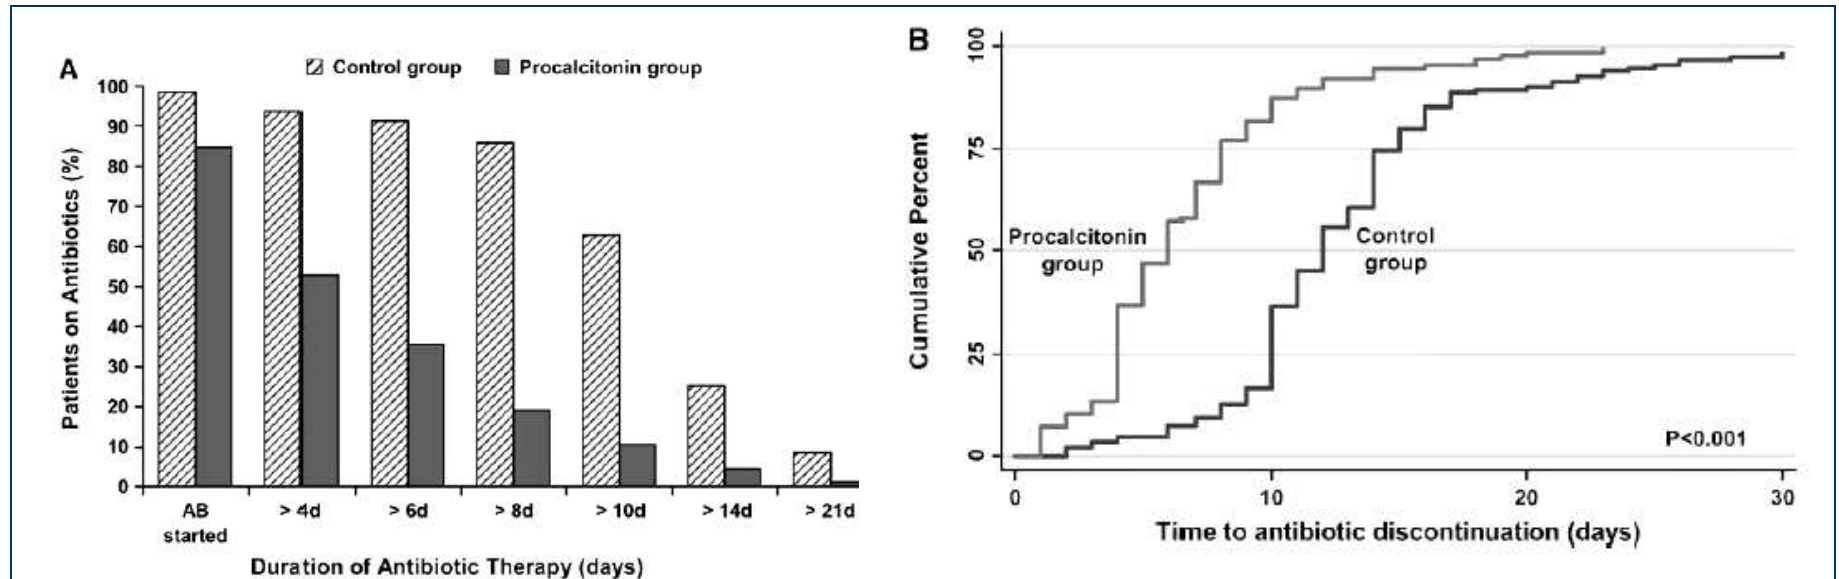 A
Control group
Procalcitonin group
Patients on Antibiotics (%)
100
90
80
70
60
50
40
30
20
10
0
AB started
> 4d
> 6d
> 8d
> 10d
> 14d
> 21d
Duration of Antibiotic Therapy (days)
B
Cumulative Percent
100
75
50
25
0
Procalcitonin
group
Control
group
P<0.001
0
10
20
30
Time to antibiotic discontinuation (days)